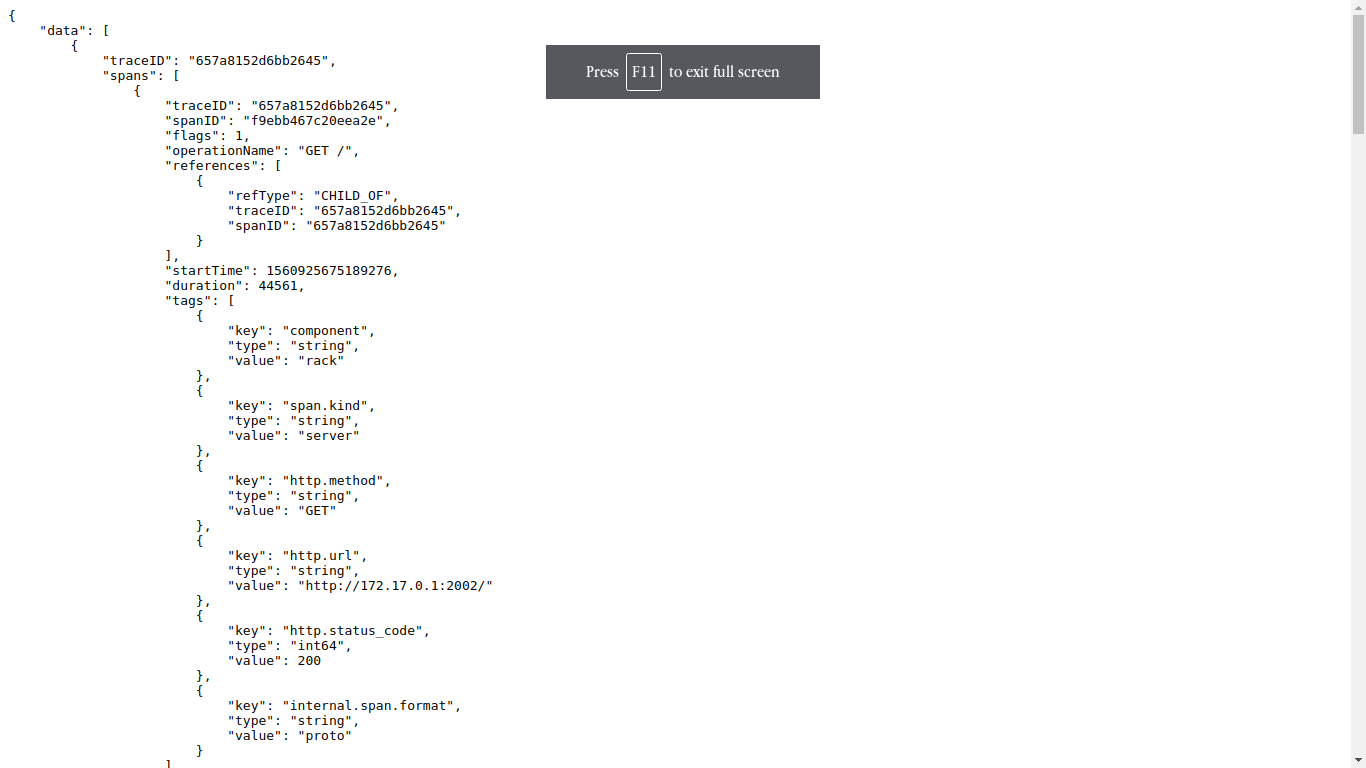 {
    "data": [
        {
            "traceID": "657a8152d6bb2645",
            "spans": [
                {
                    "traceID": "657a8152d6bb2645",
                    "spanID": "f9ebb467c20eea2e",
                    "flags": 1,
                    "operationName": "GET /",
                    "references": [
                        {
                            "refType": "CHILD_OF",
                            "traceID": "657a8152d6bb2645",
                            "spanID": "657a8152d6bb2645"
                        }
                    ],
                    "startTime": 1560925675189276,
                    "duration": 44561,
                    "tags": [
                        {
                            "key": "component",
                            "type": "string",
                            "value": "rack"
                        },
                        {
                            "key": "span.kind",
                            "type": "string",
                            "value": "server"
                        },
                        {
                            "key": "http.method",
                            "type": "string",
                            "value": "GET"
                        },
                        {
                            "key": "http.url",
                            "type": "string",
                            "value": "http://172.17.0.1:2002/"
                        },
                        {
                            "key": "http.status_code",
                            "type": "int64",
                            "value": 200
                        },
                        {
                            "key": "internal.span.format",
                            "type": "string",
                            "value": "proto"
                        }
                    ]
Press F11 to exit full screen